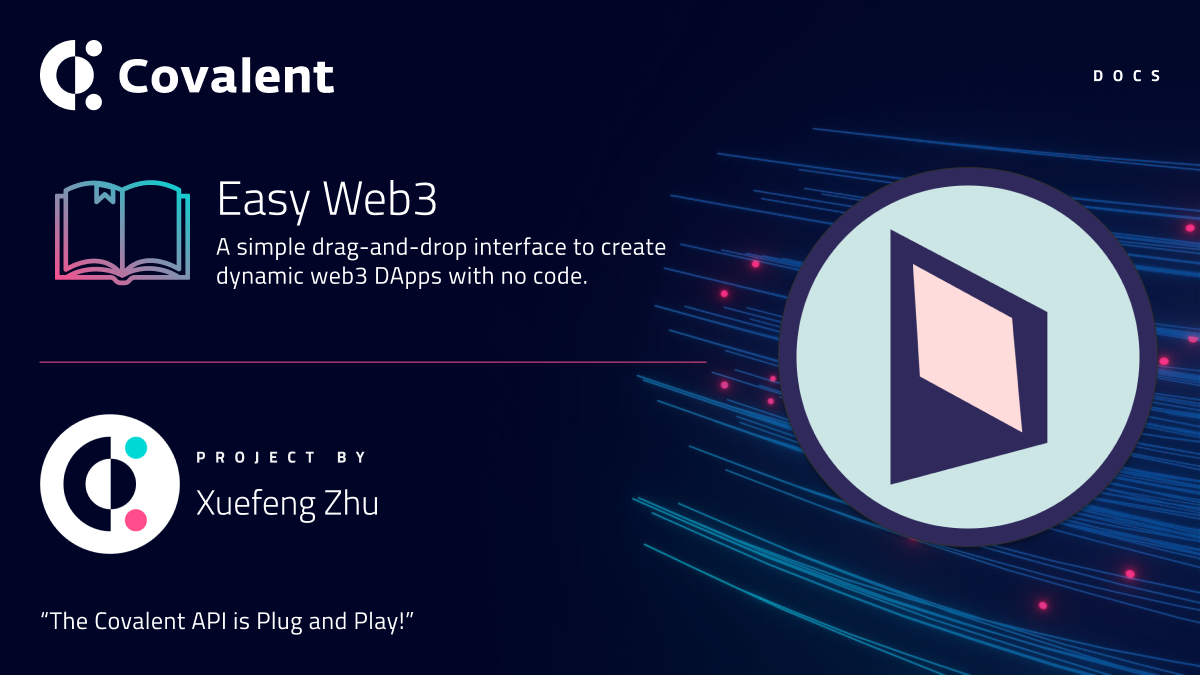 Covalent
DOCS
Easy Web3
A simple drag-and-drop interface to create
dynamic web3 DApps with no code.
PROJECT BY
Xuefeng Zhu
“The Covalent API is Plug and Play!”